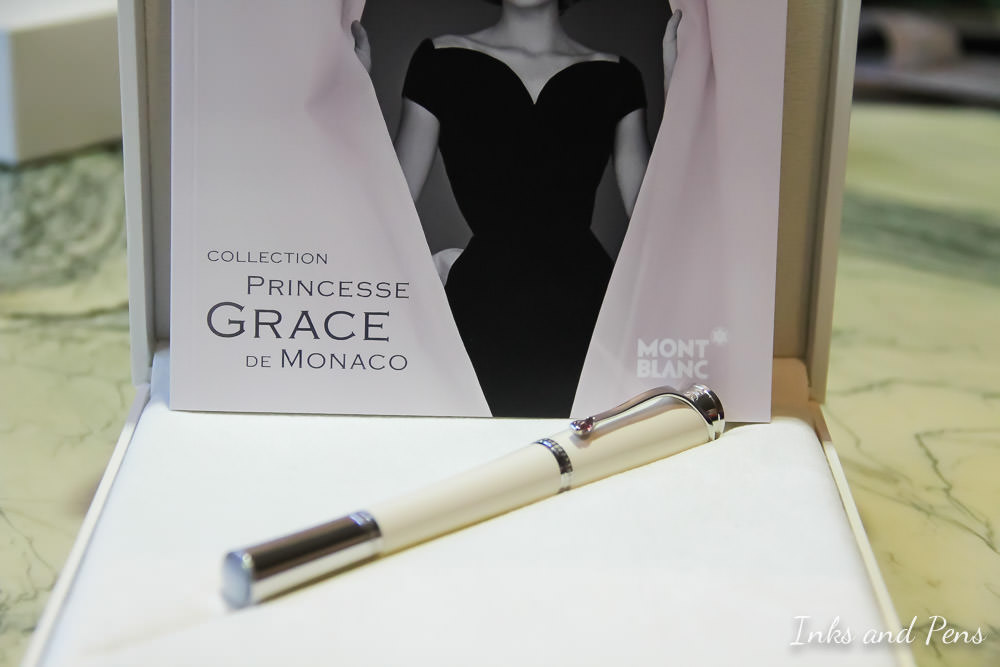 COLLECTION
PRINCESSE
GRACE
DE MONACO
MONT
BLANC
Inks and Pens